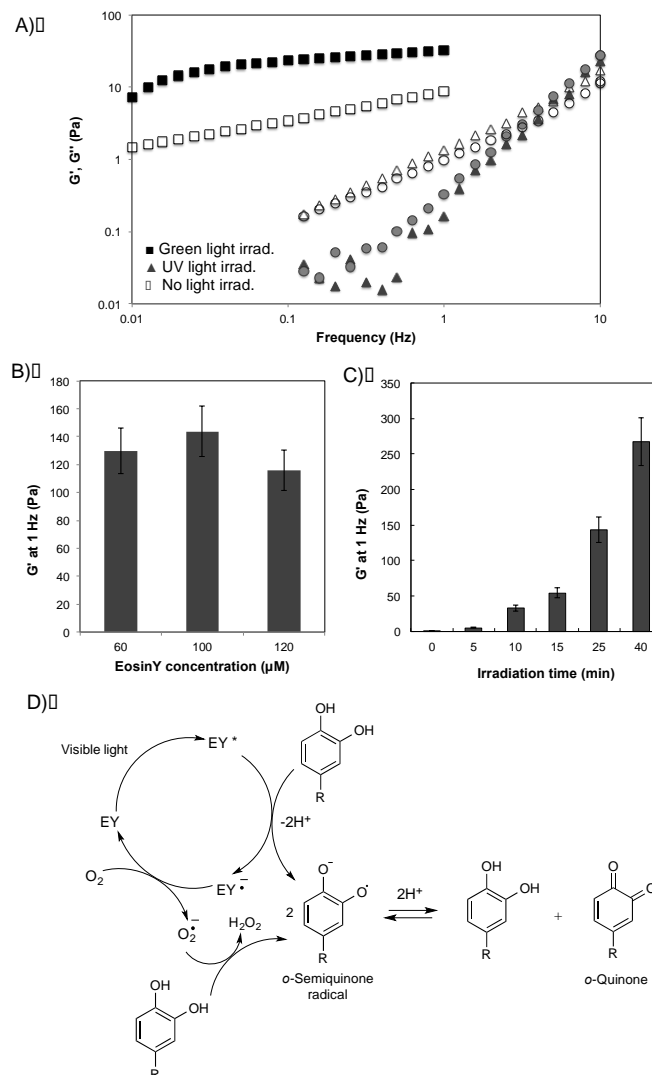 A)▯
100
10
1
0.1
0.01
G', G'' (Pa)
Green light irrad.
UV light irrad.
No light irrad.
0.01
0.1
1
10
Frequency (Hz)
B)▯
180
160
140
120
100
80
60
40
20
0
G' at 1 Hz (Pa)
60
100
120
EosinY concentration (µM)
C)▯
350
300
250
200
150
100
50
0
G' at 1 Hz (Pa)
0
5
10
15
25
40
Irradiation time (min)
D)▯
Visible light
EY *
OH
OH
R
-2H⁺
EY
EY•⁻
O₂
O₂•⁻
H₂O₂
OH
OH
R
2
O⁻
O•
R
o-Semiquinone
radical
2H⁺
OH
OH
R
+
O
O
R
o-Quinone